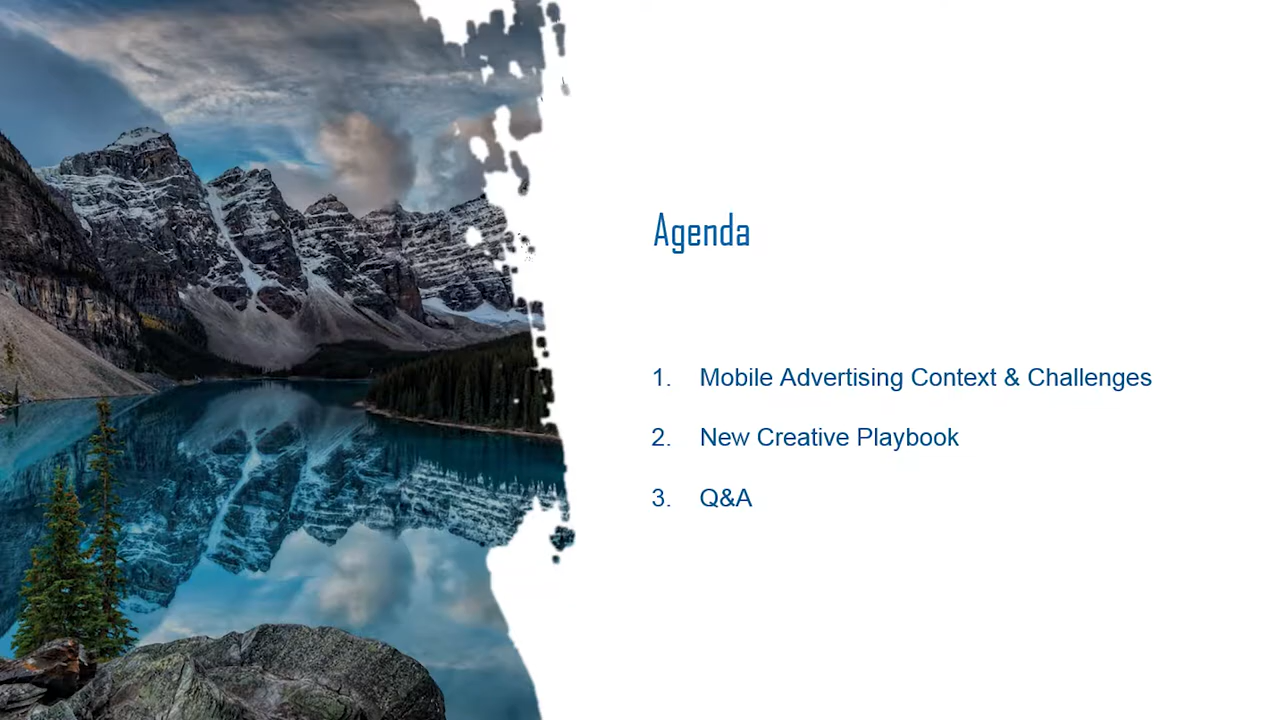 Agenda
1. Mobile Advertising Context & Challenges
2. New Creative Playbook
3. Q&A